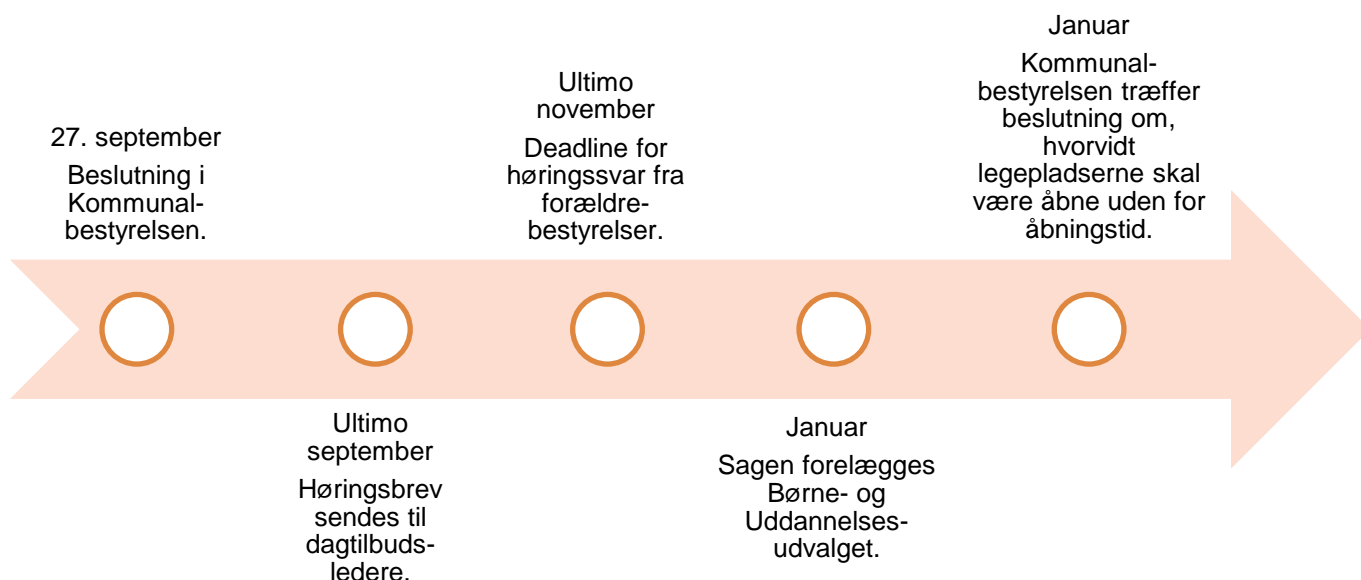 27. september
Beslutning i
Kommunal-
bestyrelsen.
Ultimo
september
Høringsbrev
sendes til
dagtilbuds-
ledere.
Ultimo
november
Deadline for
høringssvar fra
forældre-
bestyrelser.
Januar
Sagen forelægges
Børne- og
Uddannelses-
udvalget.
Januar
Kommunal-
bestyrelsen træffer
beslutning om,
hvorvidt
legepladserne skal
være åbne uden for
åbningstid.